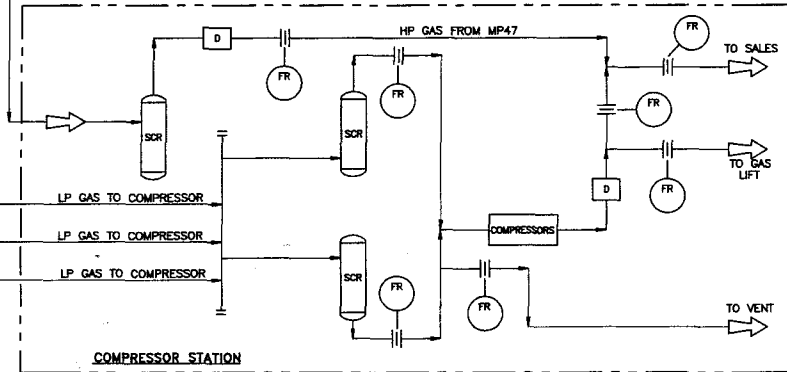 FR
D
HP GAS FROM MP47
TO SALES
FR
FR
SCR
SCR
FR
TO GAS
LIFT
D
FR
LP GAS TO COMPRESSOR
LP GAS TO COMPRESSOR
LP GAS TO COMPRESSOR
COMPRESSORS
SCR
FR
FR
TO VENT
COMPRESSOR STATION